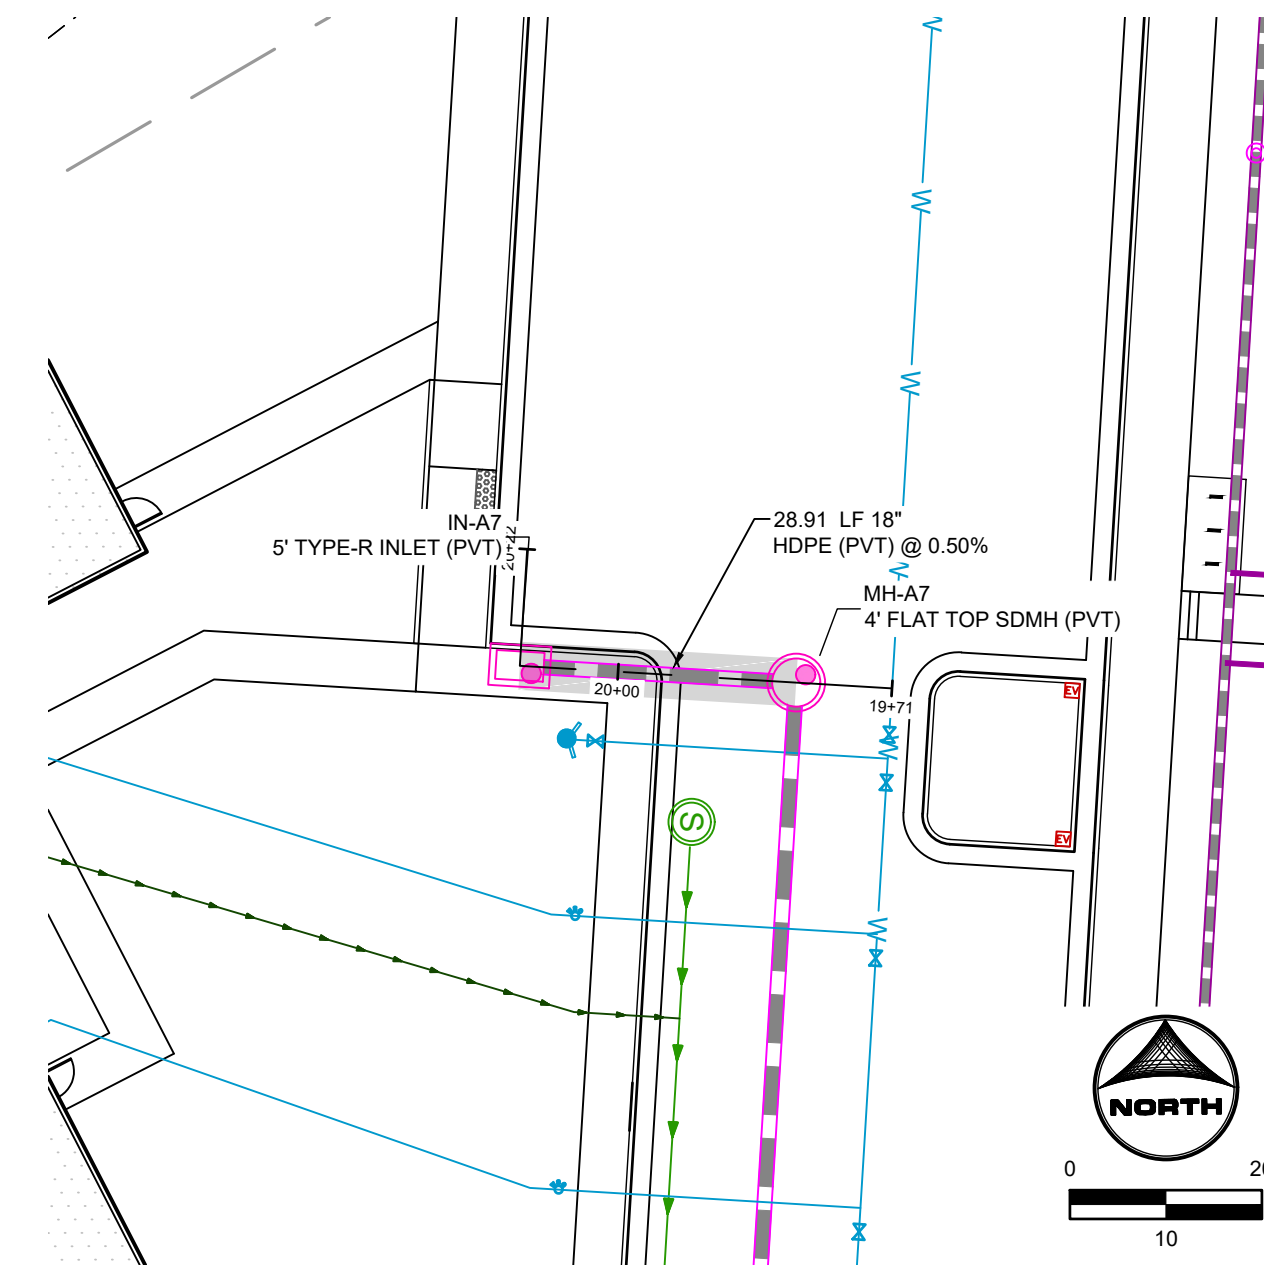 W
W
W
IN-A7
5' TYPE-R INLET (PVT)
28.91 LF 18"
HDPE (PVT) @ 0.50%
W
MH-A7
4' FLAT TOP SDMH (PVT)
20+00
19+71
EV
W
S
EV
W
NORTH
0
10